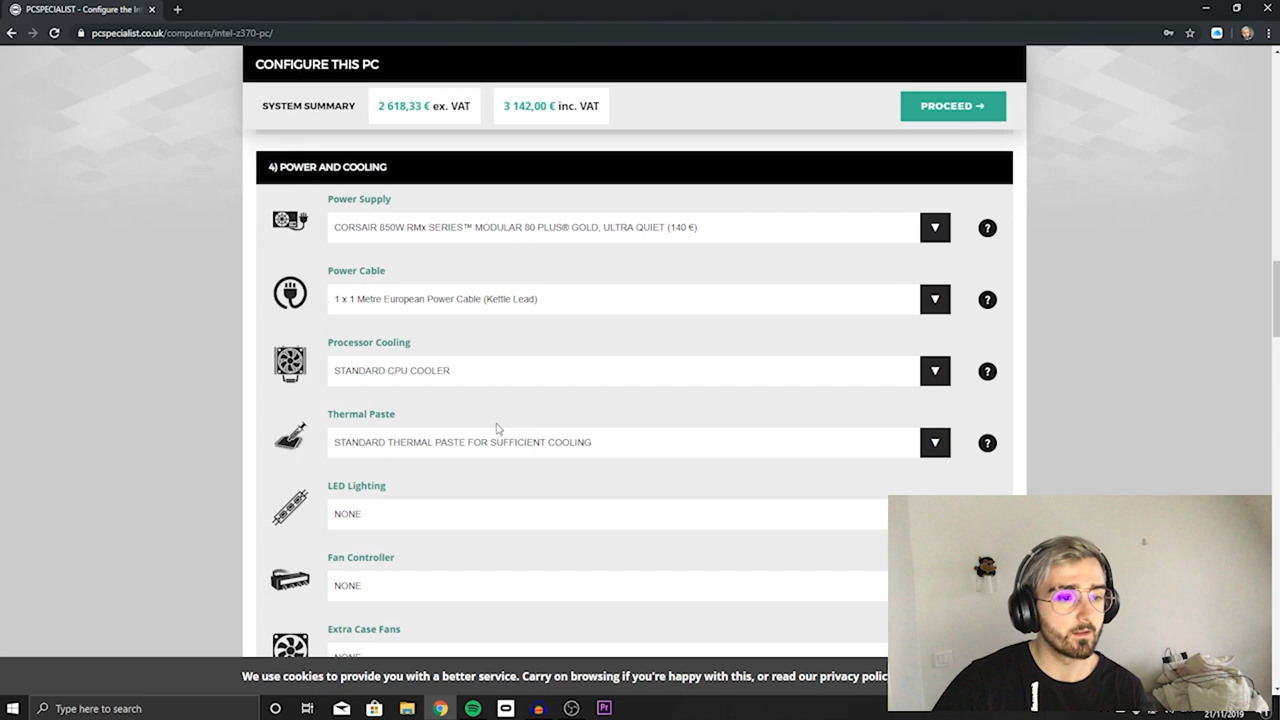 PCSPECIALIST - Configure the In
pcspecialist.co.uk/computers/intel-z370-pc/
CONFIGURE THIS PC
SYSTEM SUMMARY
2 618,33 € ex. VAT
3 142,00 € inc. VAT
PROCEED →
4) POWER AND COOLING
Power Supply
CORSAIR 850W RMx SERIES™ MODULAR 80 PLUS® GOLD, ULTRA QUIET (140 €)
?
Power Cable
1 x 1 Metre European Power Cable (Kettle Lead)
?
Processor Cooling
STANDARD CPU COOLER
?
Thermal Paste
STANDARD THERMAL PASTE FOR SUFFICIENT COOLING
?
LED Lighting
NONE
Fan Controller
NONE
Extra Case Fans
We use cookies to provide you with a better service. Carry on browsing if you're happy with this, or read our privacy polic
Type here to search
Pr
21/11/2019